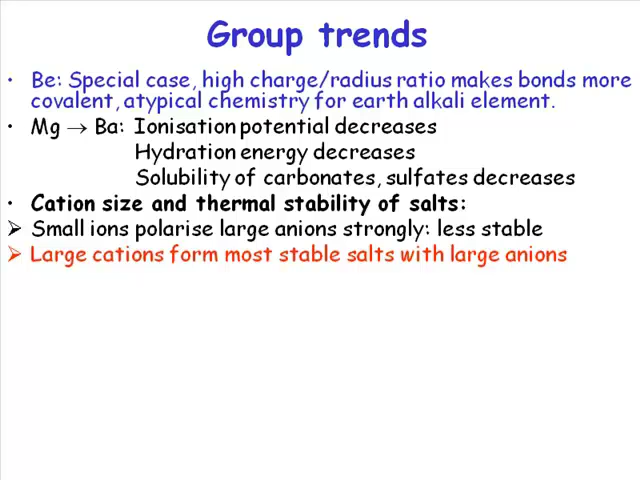 Group trends
• Be: Special case, high charge/radius ratio makes bonds more
covalent, atypical chemistry for earth alkali element.
• Mg → Ba: Ionisation potential decreases
Hydration energy decreases
Solubility of carbonates, sulfates decreases
• Cation size and thermal stability of salts:
➢ Small ions polarise large anions strongly: less stable
➢ Large cations form most stable salts with large anions